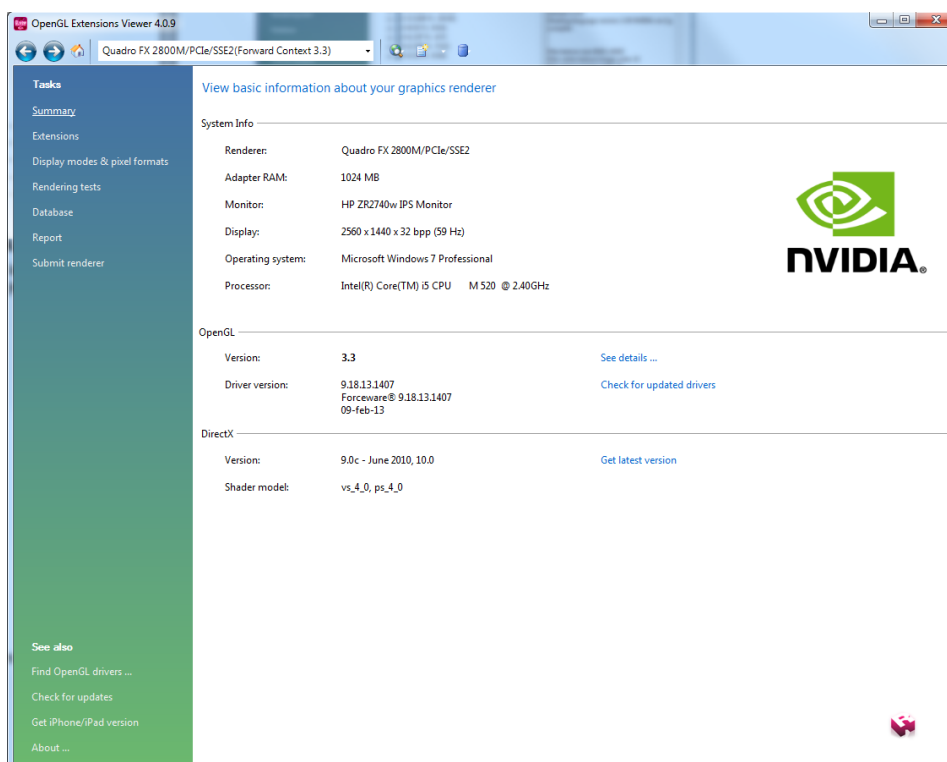 OpenGL Extensions Viewer 4.0.9
Quadro FX 2800M/PCIe/SSE2(Forward Context 3.3)
Tasks
Summary
Extensions
Display modes & pixel formats
Rendering tests
Database
Report
Submit renderer
View basic information about your graphics renderer
System Info
Renderer: Quadro FX 2800M/PCIe/SSE2
Adapter RAM: 1024 MB
Monitor: HP ZR2740w IPS Monitor
Display: 2560 x 1440 x 32 bpp (59 Hz)
Operating system: Microsoft Windows 7 Professional
Processor: Intel(R) Core(TM) i5 CPU M 520 @ 2.40GHz
NVIDIA®
OpenGL
Version: 3.3 See details ...
Driver version: 9.18.13.1407 Check for updated drivers
Forceware® 9.18.13.1407
09-feb-13
DirectX
Version: 9.0c - June 2010, 10.0 Get latest version
Shader model: vs_4_0, ps_4_0
See also
Find OpenGL drivers ...
Check for updates
Get iPhone/iPad version
About ...